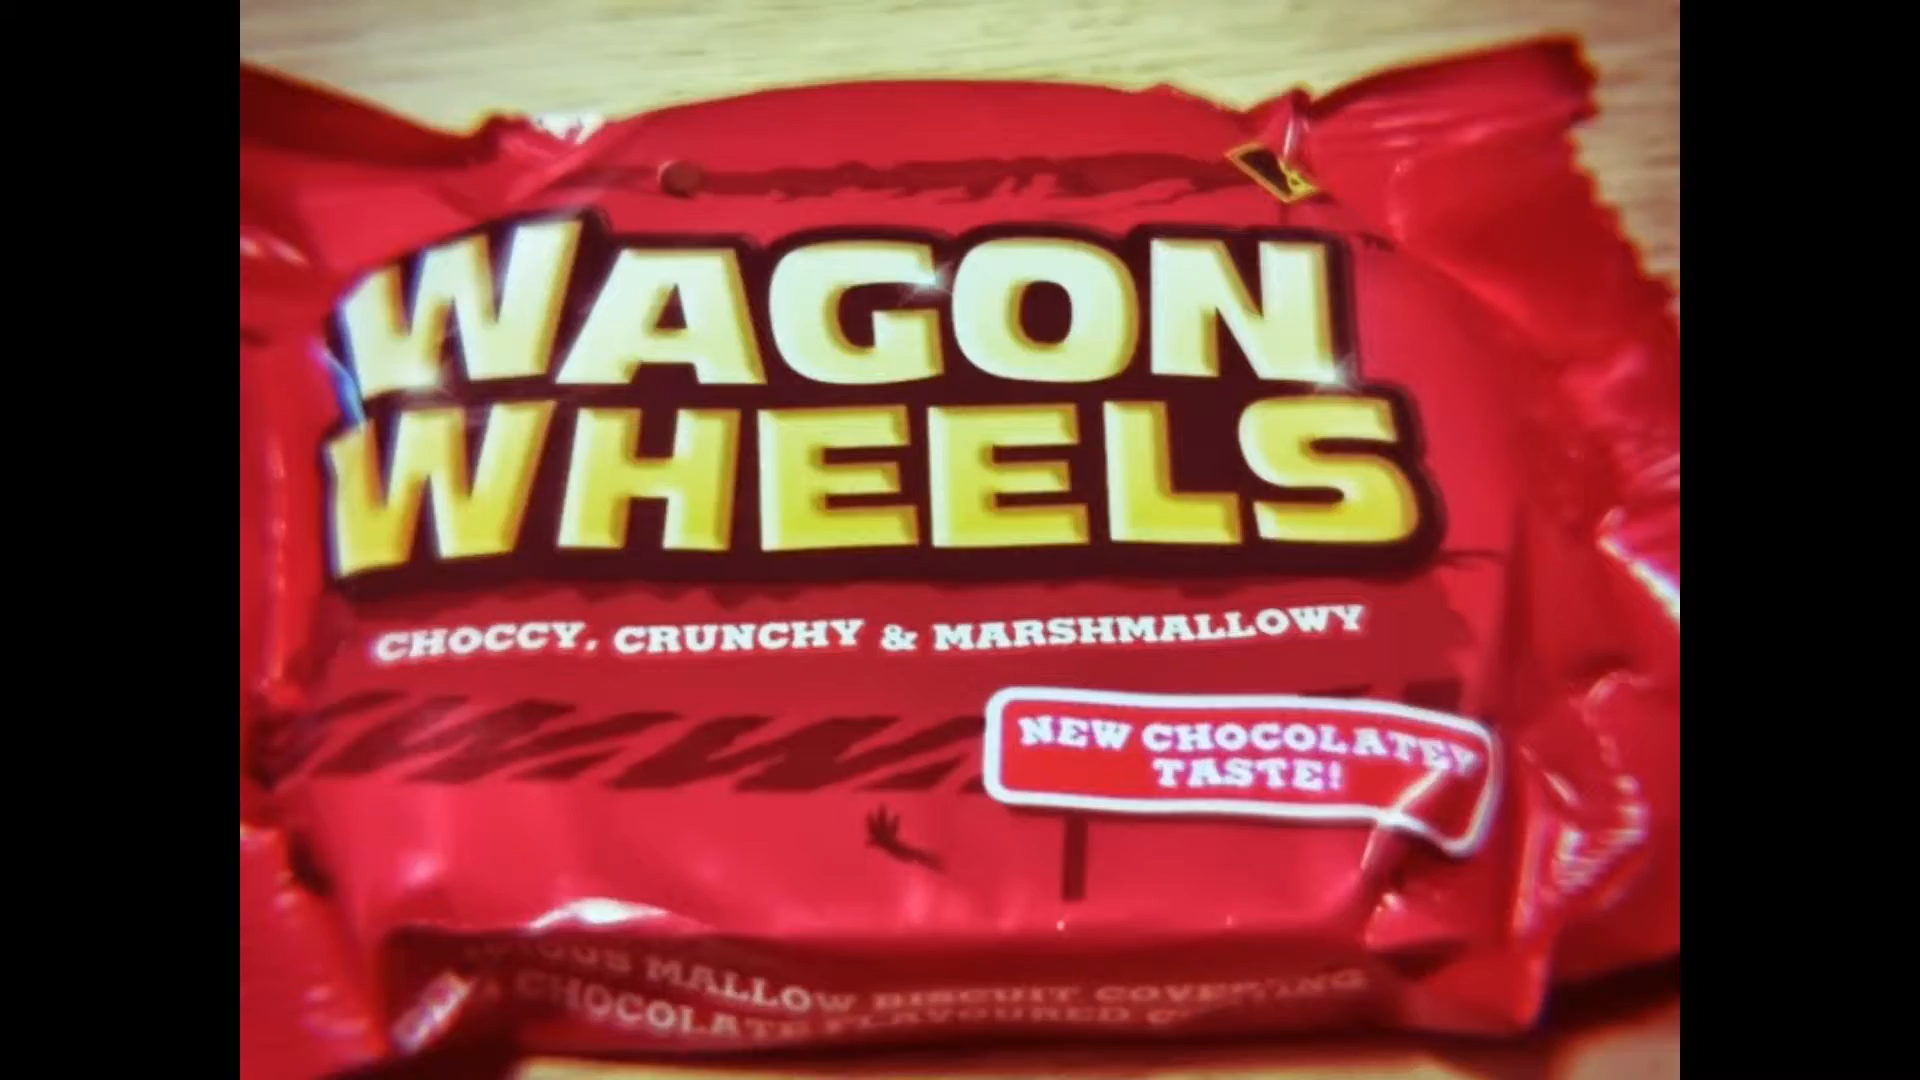 WAGON
WHEELS
CHOCCY, CRUNCHY & MARSHMALLOWY
NEW CHOCOLATEY
TASTE!
MALLOW BISCUIT COVERING
CHOCOLATE FLAVOURED